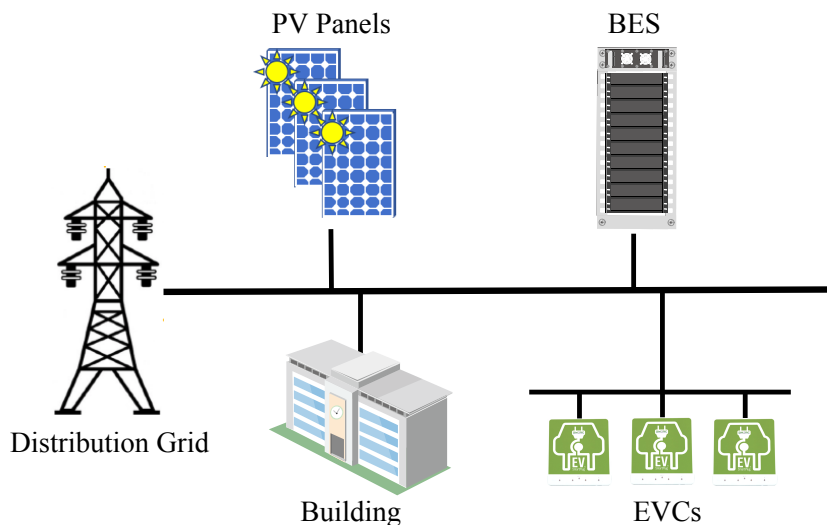 PV Panels
BES
Distribution Grid
Building
EVCs
EV
EV
EV